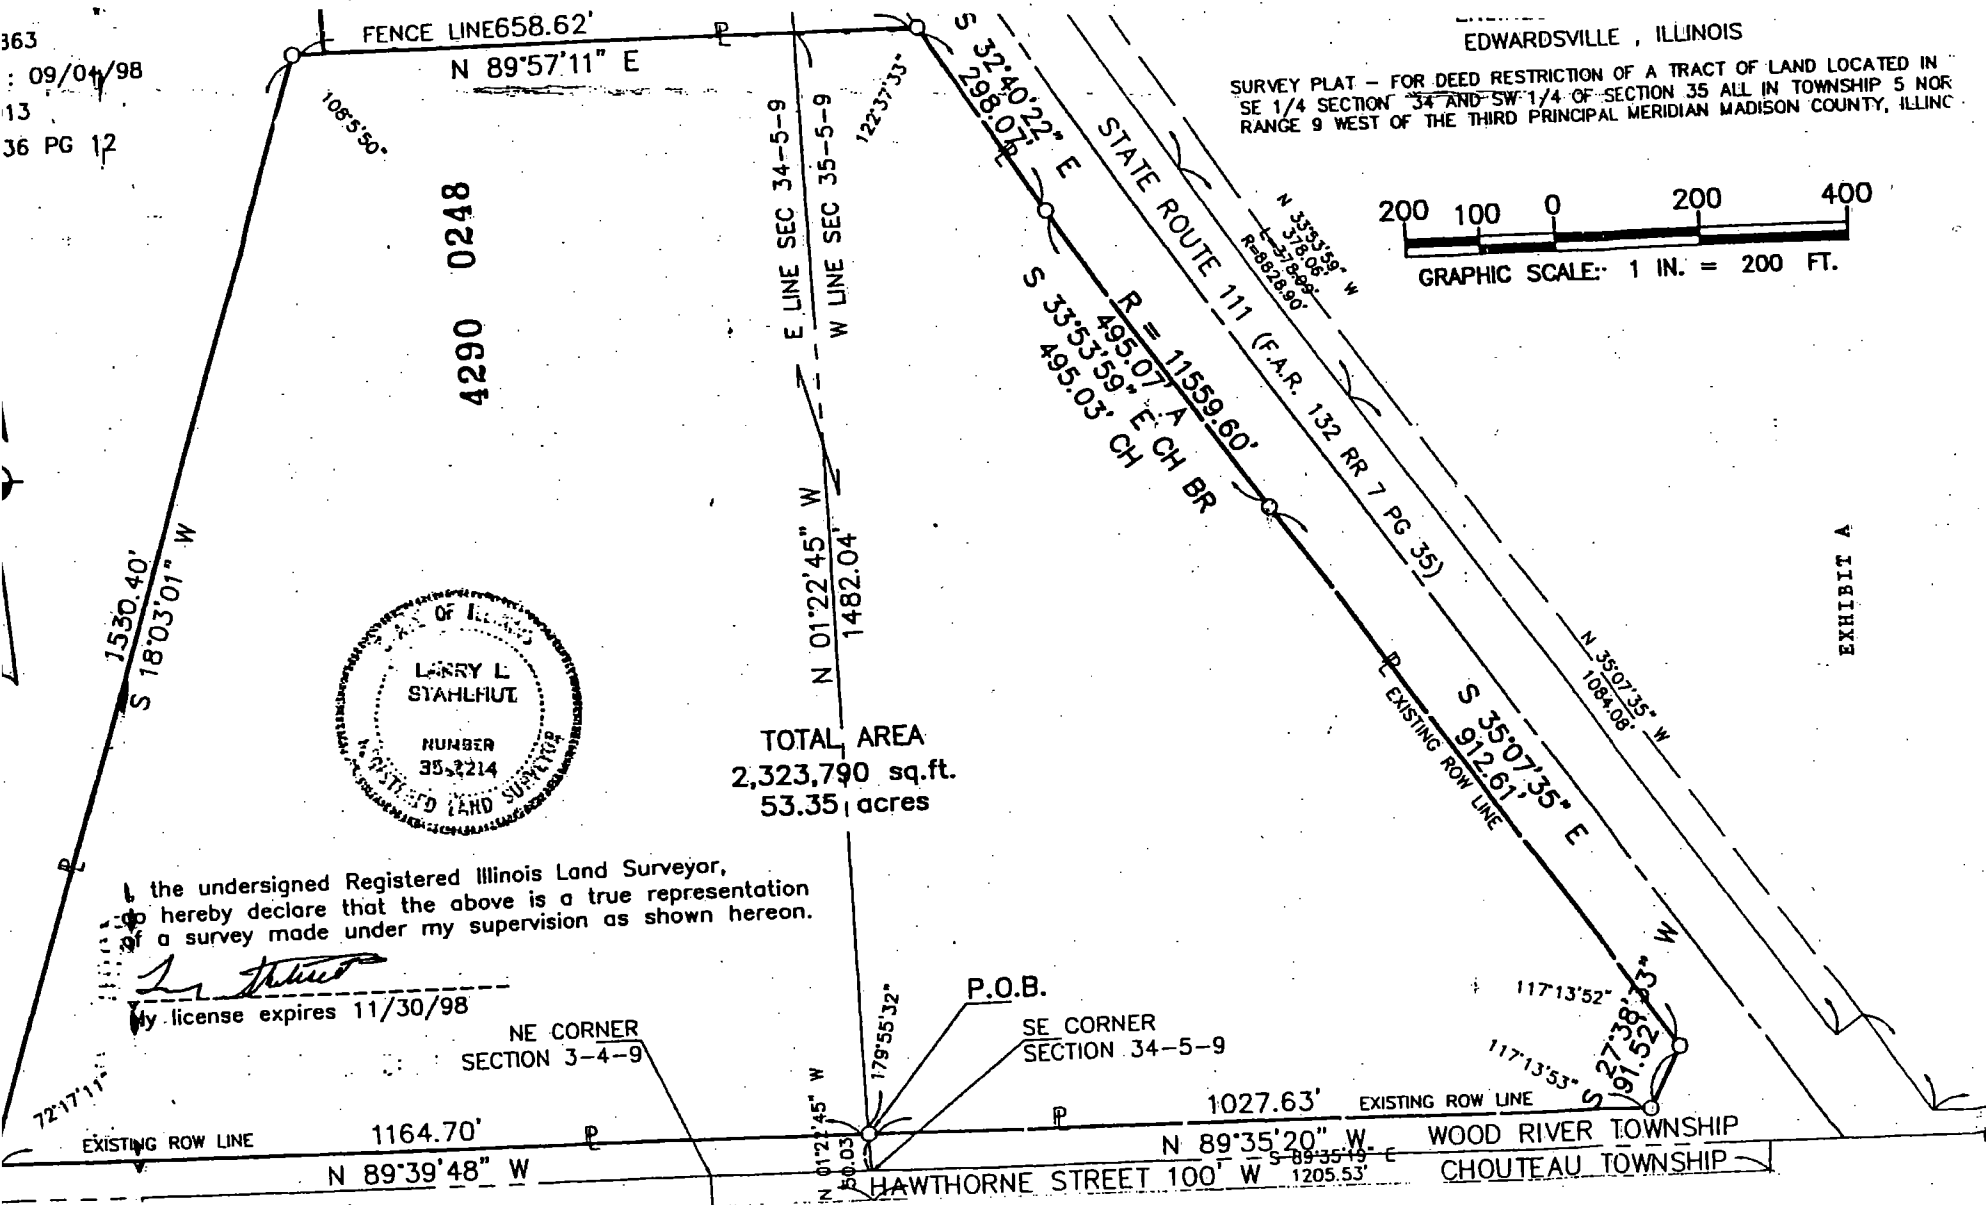 363
: 09/04/98
13
36 PG 12
FENCE LINE 658.62'
N 89°57'11" E
108°5'50"
4290 0248
E LINE SEC 34-5-9
W LINE SEC 35-5-9
122°37'33"
S 32°40'22" E
298.07'
EDWARDSVILLE , ILLINOIS
SURVEY PLAT - FOR DEED RESTRICTION OF A TRACT OF LAND LOCATED IN
SE 1/4 SECTION 34 AND SW 1/4 OF SECTION 35 ALL IN TOWNSHIP 5 NOR
RANGE 9 WEST OF THE THIRD PRINCIPAL MERIDIAN MADISON COUNTY, ILLINC
200 100 0 200 400
GRAPHIC SCALE: 1 IN. = 200 FT.
STATE ROUTE 111 (F.A.R. 132 RR 7 PG 35)
N 33°53'59" W
378.06'
L=378.09'
R=8828.90'
R = 11559.60'
495.07' A
S 33°53'59" E CH BR
495.03' CH
EXHIBIT A
1530.40'
S 18°03'01" W
N 01°22'45" W
1482.04'
OF
LARRY L
STAHLHUT
NUMBER
35-2214
LAND SURVEYOR
TOTAL AREA
2,323,790 sq.ft.
53.35 acres
N 35°07'35" W
1084.08'
S 35°07'35" E
912.61'
EXISTING ROW LINE
I, the undersigned Registered Illinois Land Surveyor,
do hereby declare that the above is a true representation
of a survey made under my supervision as shown hereon.
My license expires 11/30/98
NE CORNER
SECTION 3-4-9
P.O.B.
SE CORNER
SECTION 34-5-9
179°55'32"
117°13'52"
117°13'53"
S 27°38'33" W
91.52'
72°17'11"
EXISTING ROW LINE
1164.70'
N 89°39'48" W
N 01°22'45" W
50.03'
1027.63'
EXISTING ROW LINE
N 89°35'20" W
S 89°35'19" E
1205.53'
WOOD RIVER TOWNSHIP
HAWTHORNE STREET 100' W
CHOUTEAU TOWNSHIP